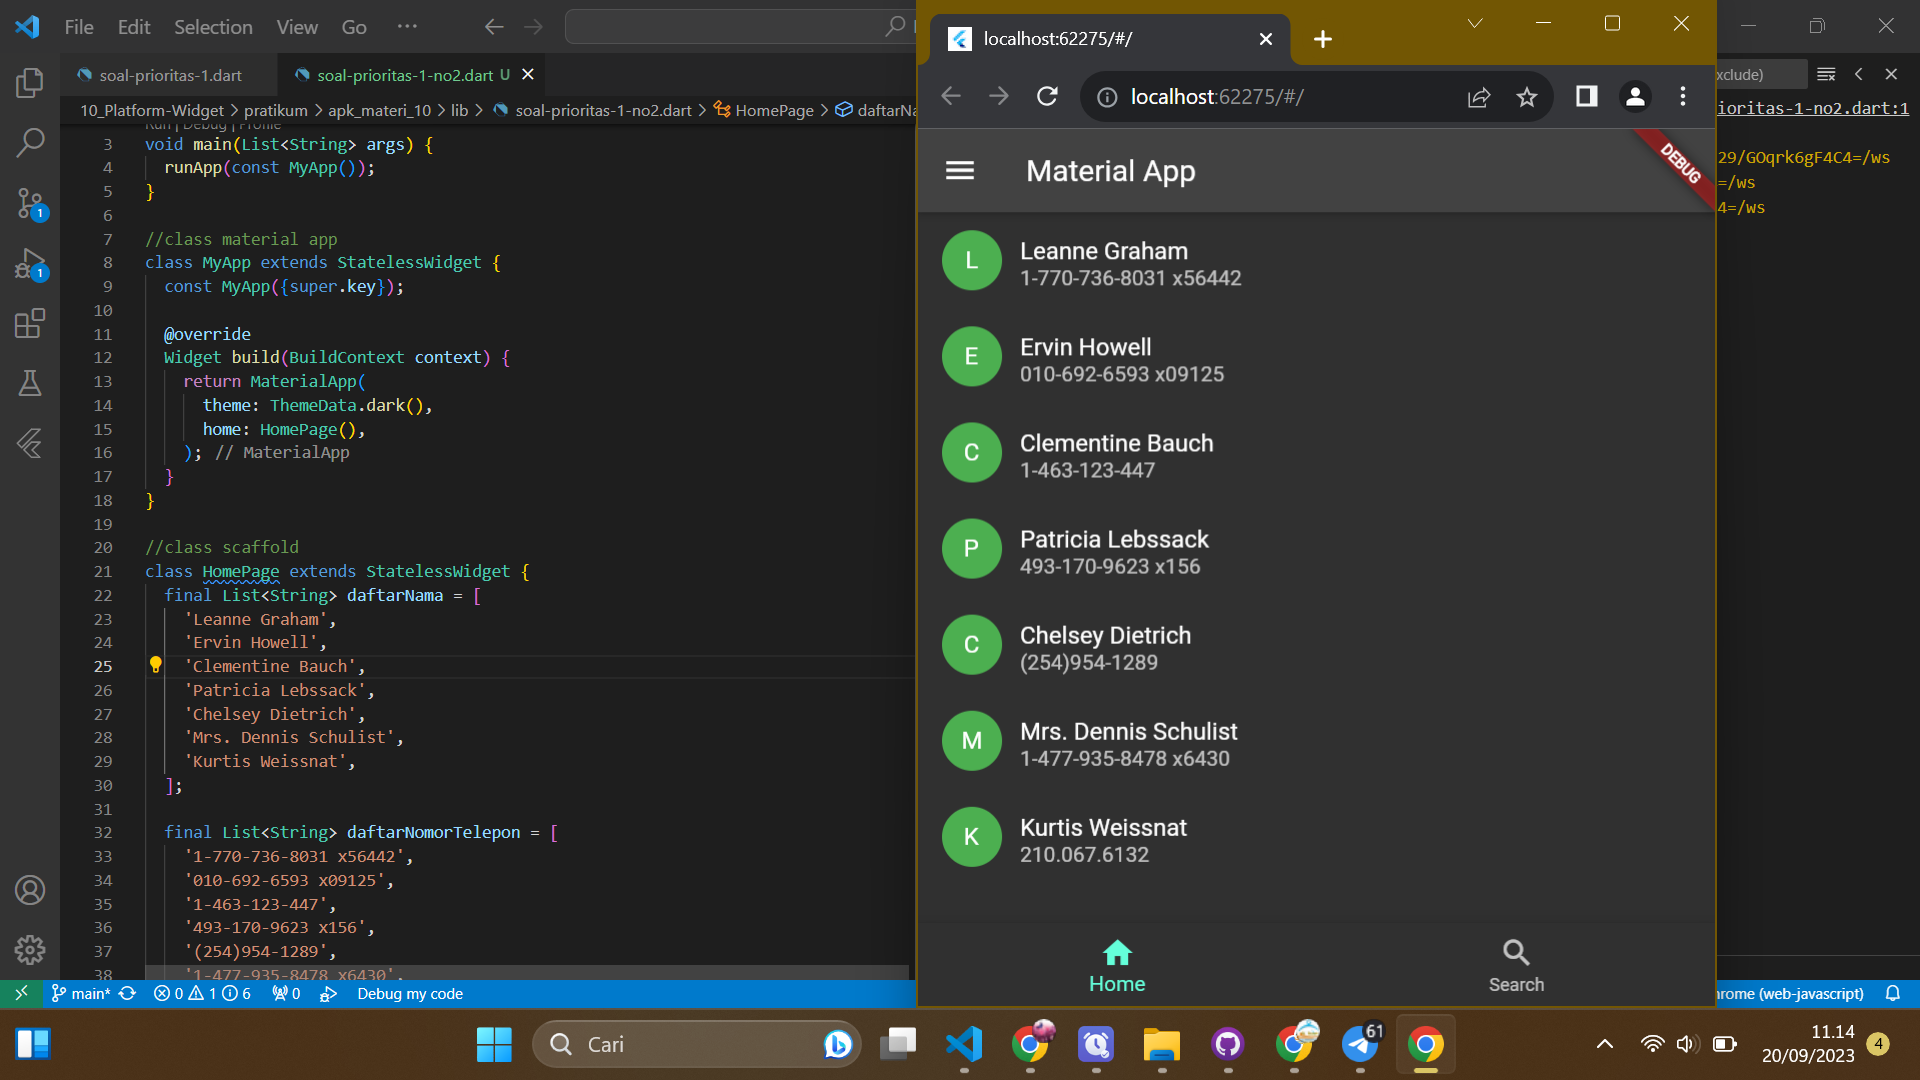 File Edit Selection View Go ···
soal-prioritas-1.dart
soal-prioritas-1-no2.dart U
10_Platform-Widget > pratikum > apk_materi_10 > lib > soal-prioritas-1-no2.dart > HomePage > daftarNa
Run | Debug | Profile
3 void main(List<String> args) {
4 runApp(const MyApp());
5 }
6
7 //class material app
8 class MyApp extends StatelessWidget {
9 const MyApp({super.key});
10
11 @override
12 Widget build(BuildContext context) {
13 return MaterialApp(
14 theme: ThemeData.dark(),
15 home: HomePage(),
16 ); // MaterialApp
17 }
18 }
19
20 //class scaffold
21 class HomePage extends StatelessWidget {
22 final List<String> daftarNama = [
23 'Leanne Graham',
24 'Ervin Howell',
25 'Clementine Bauch',
26 'Patricia Lebssack',
27 'Chelsey Dietrich',
28 'Mrs. Dennis Schulist',
29 'Kurtis Weissnat',
30 ];
31
32 final List<String> daftarNomorTelepon = [
33 '1-770-736-8031 x56442',
34 '010-692-6593 x09125',
35 '1-463-123-447',
36 '493-170-9623 x156',
37 '(254)954-1289',
38 '1-477-935-8478 x6430',
1
1
main* 0 1 6 0 Debug my code
localhost:62275/#/
localhost:62275/#/
Material App
DEBUG
L
Leanne Graham
1-770-736-8031 x56442
E
Ervin Howell
010-692-6593 x09125
C
Clementine Bauch
1-463-123-447
P
Patricia Lebssack
493-170-9623 x156
C
Chelsey Dietrich
(254)954-1289
M
Mrs. Dennis Schulist
1-477-935-8478 x6430
K
Kurtis Weissnat
210.067.6132
Home
Search
xclude)
ioritas-1-no2.dart:1
29/GOqrk6gF4C4=/ws
=/ws
4=/ws
hrome (web-javascript)
Cari
61
11.14
20/09/2023
4